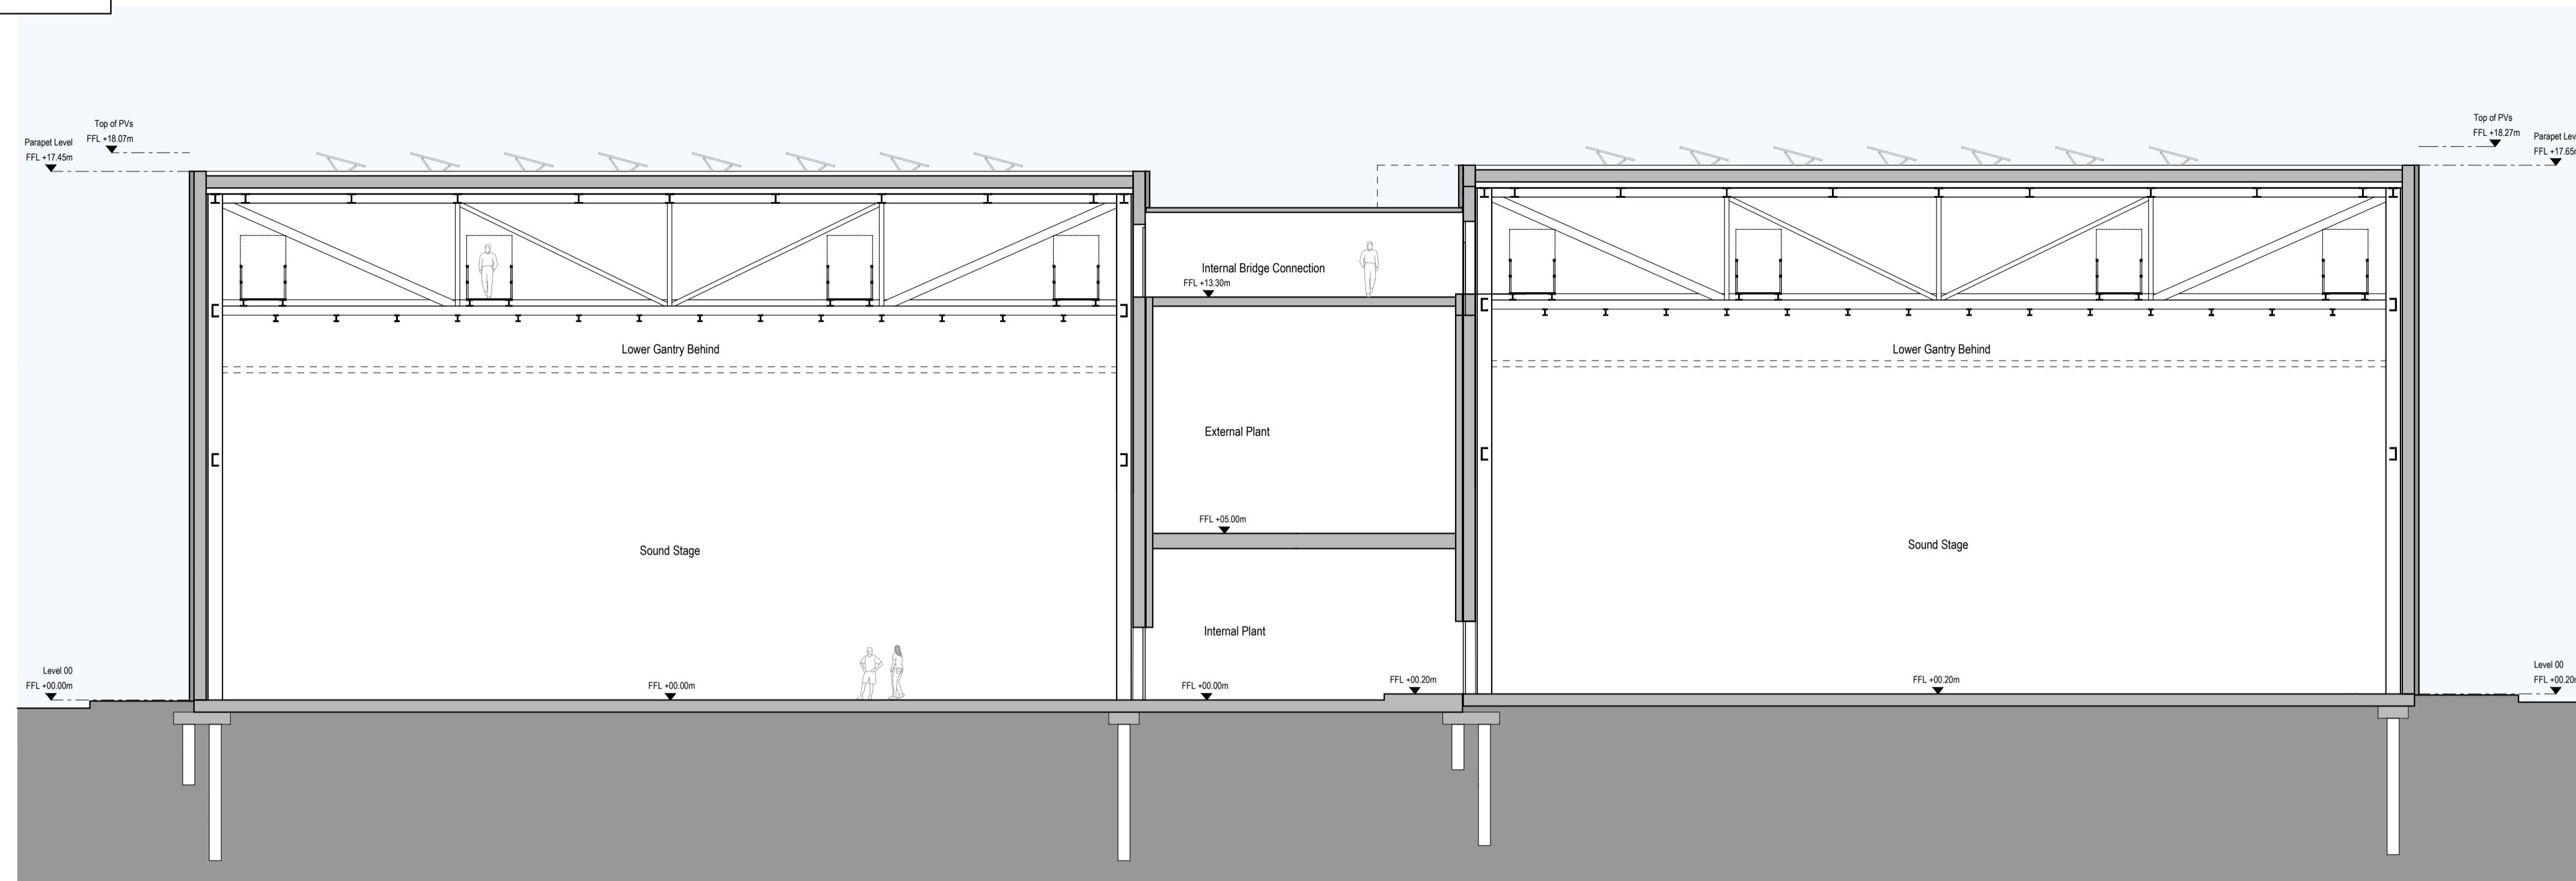 Top of PVs
FFL +18.07m
Parapet Level
FFL +17.45m
Top of PVs
FFL +18.27m
Parapet Lev
FFL +17.65m
Internal Bridge Connection
FFL +13.30m
Lower Gantry Behind
Lower Gantry Behind
External Plant
FFL +05.00m
Sound Stage
Sound Stage
Internal Plant
Level 00
FFL +00.00m
FFL +00.00m
FFL +00.00m
FFL +00.20m
FFL +00.20m
Level 00
FFL +00.20m